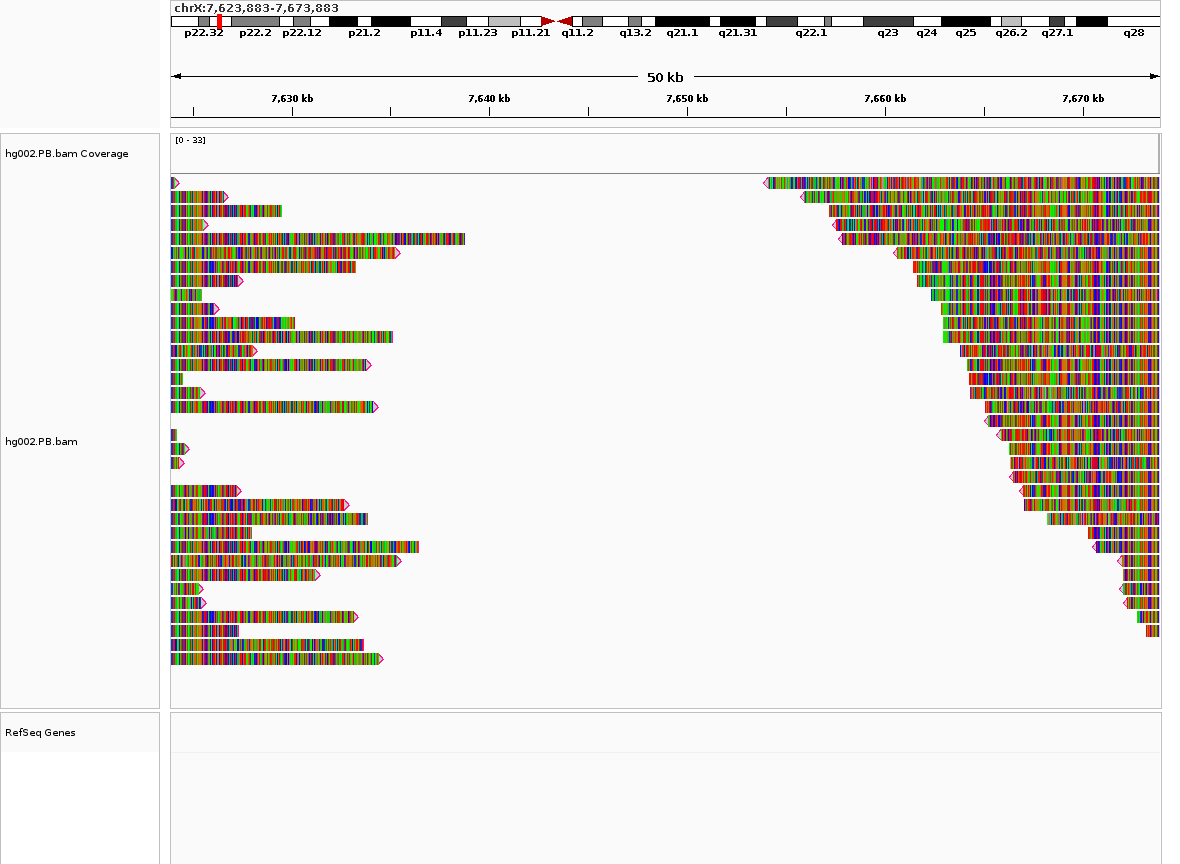 chrX:7,623,883-7,673,883
p22.32 p22.2 p22.12 p21.2 p11.4 p11.23 p11.21 q11.2 q13.2 q21.1 q21.31 q22.1 q23 q24 q25 q26.2 q27.1 q28
50 kb
7,630 kb 7,640 kb 7,650 kb 7,660 kb 7,670 kb
[0 - 33]
hg002.PB.bam Coverage
hg002.PB.bam
RefSeq Genes